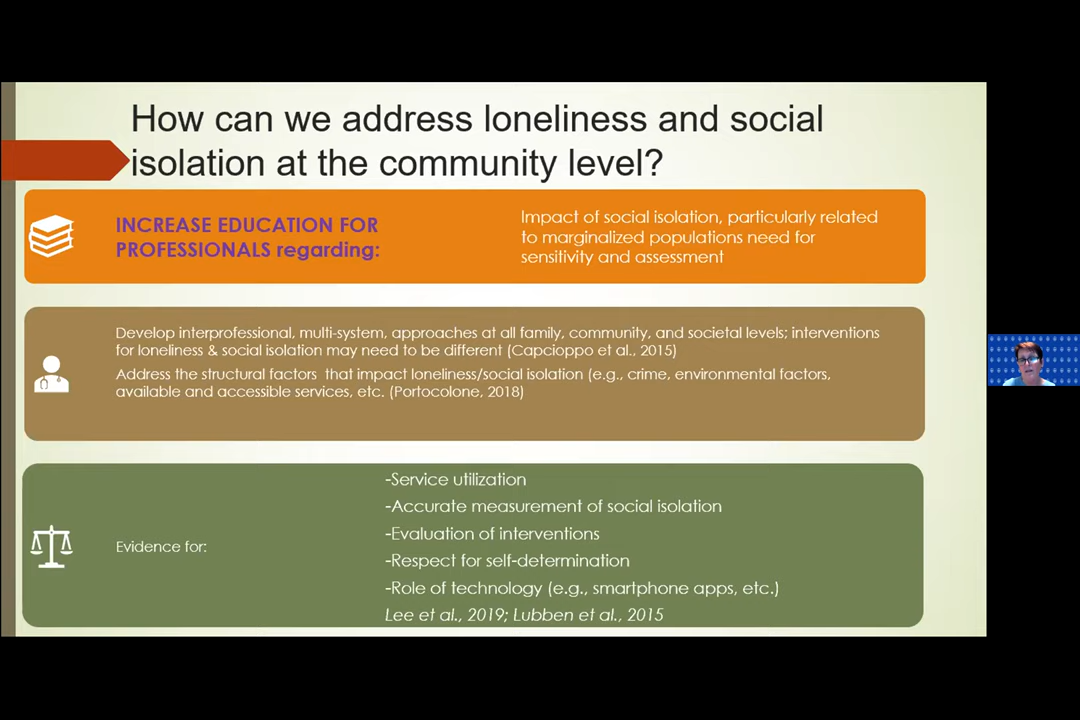 How can we address loneliness and social
isolation at the community level?
INCREASE EDUCATION FOR
PROFESSIONALS regarding:
Impact of social isolation, particularly related
to marginalized populations need for
sensitivity and assessment
Develop interprofessional, multi-system, approaches at all family, community, and societal levels; interventions
for loneliness & social isolation may need to be different (Capcioppo et al., 2015)
Address the structural factors that impact loneliness/social isolation (e.g., crime, environmental factors,
available and accessible services, etc. (Portocolone, 2018)
Evidence for:
-Service utilization
-Accurate measurement of social isolation
-Evaluation of interventions
-Respect for self-determination
-Role of technology (e.g., smartphone apps, etc.)
Lee et al., 2019; Lubben et al., 2015